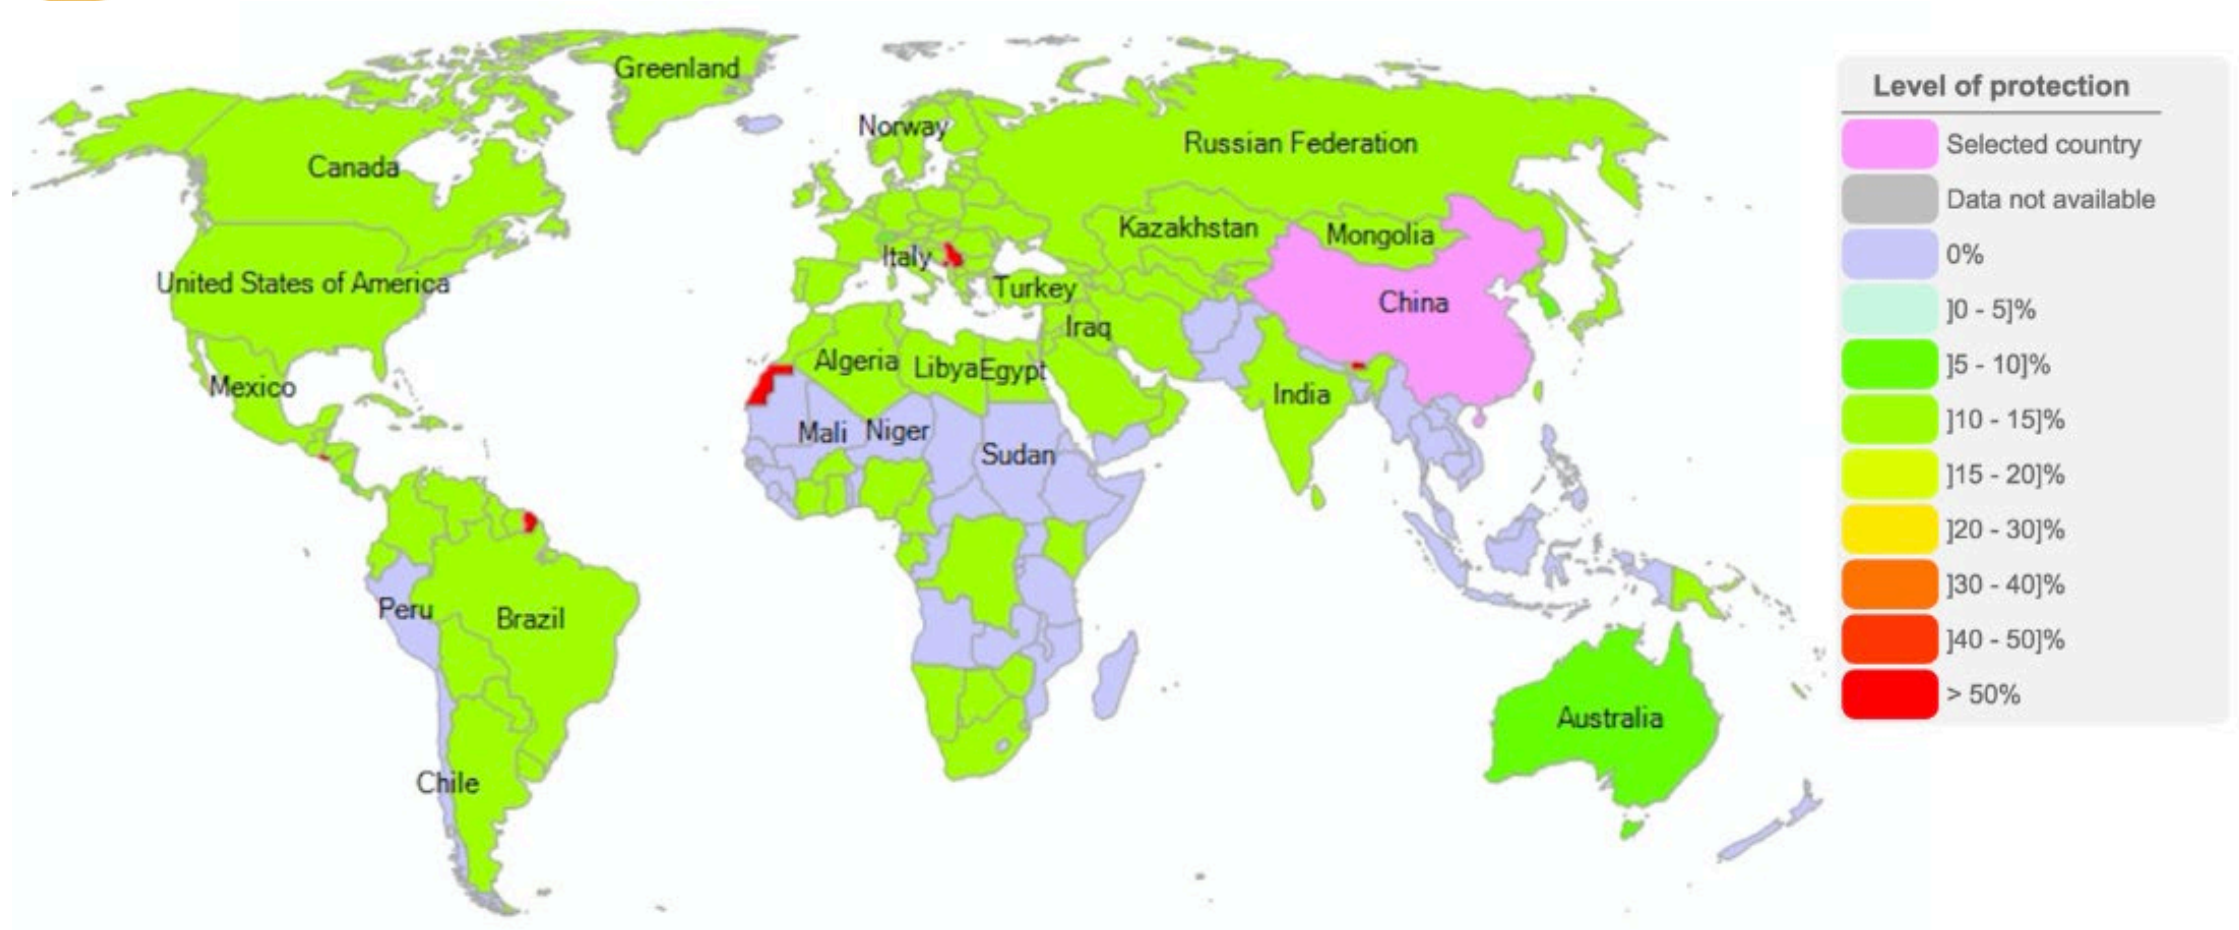 Greenland
Norway
Russian Federation
Canada
Kazakhstan
Mongolia
Italy
United States of America
Turkey
China
Iraq
Algeria
Libya
Egypt
Mexico
India
Mali
Niger
Sudan
Peru
Brazil
Australia
Chile
Level of protection
Selected country
Data not available
0%
]0 - 5]%
]5 - 10]%
]10 - 15]%
]15 - 20]%
]20 - 30]%
]30 - 40]%
]40 - 50]%
> 50%